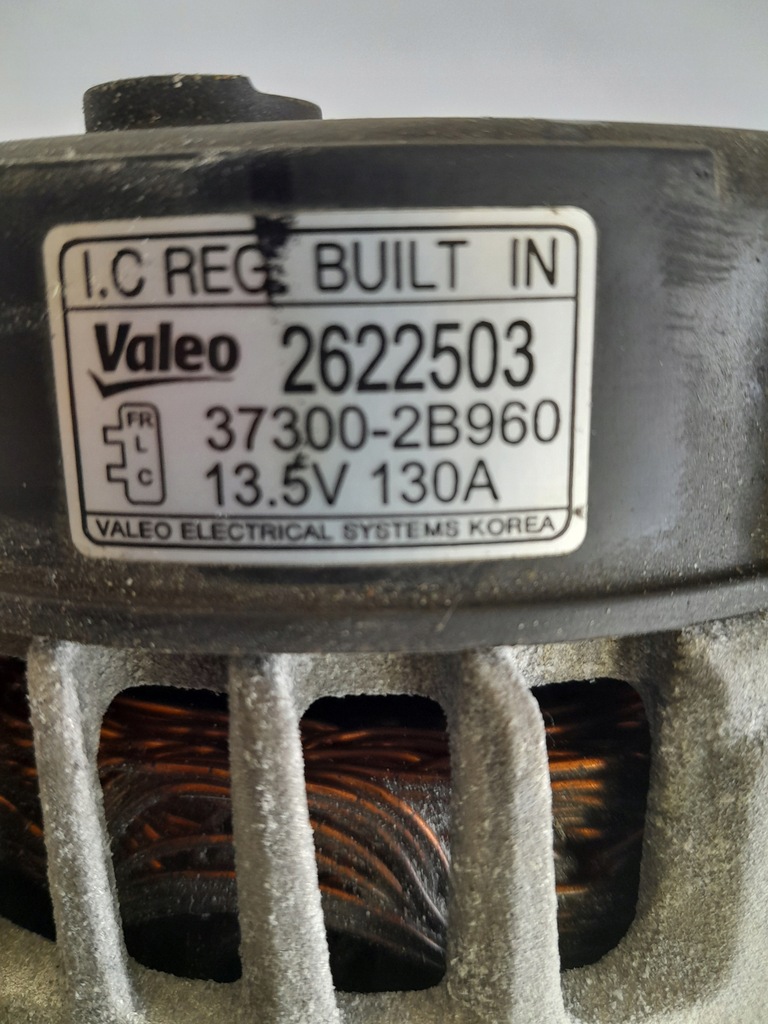 I.C REG. BUILT IN
Valeo 2622503
FR
L
C
37300-2B960
13.5V 130A
VALEO ELECTRICAL SYSTEMS KOREA